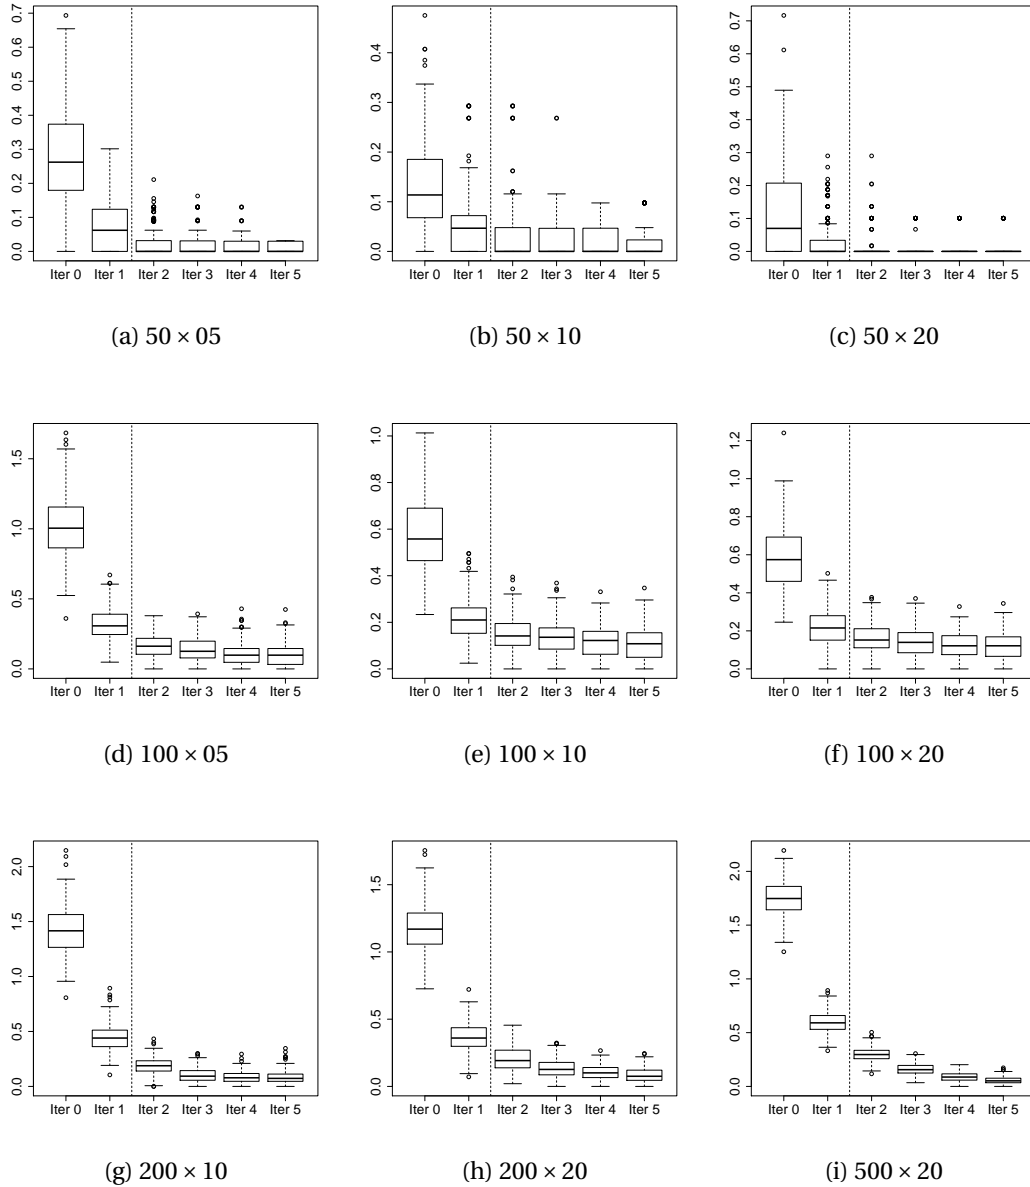 0.0 0.1 0.2 0.3 0.4 0.5 0.6 0.7
Iter 0 Iter 1 Iter 2 Iter 3 Iter 4 Iter 5
(a) 50 × 05
0.0 0.1 0.2 0.3 0.4
Iter 0 Iter 1 Iter 2 Iter 3 Iter 4 Iter 5
(b) 50 × 10
0.0 0.1 0.2 0.3 0.4 0.5 0.6 0.7
Iter 0 Iter 1 Iter 2 Iter 3 Iter 4 Iter 5
(c) 50 × 20
0.0 0.5 1.0 1.5
Iter 0 Iter 1 Iter 2 Iter 3 Iter 4 Iter 5
(d) 100 × 05
0.0 0.2 0.4 0.6 0.8 1.0
Iter 0 Iter 1 Iter 2 Iter 3 Iter 4 Iter 5
(e) 100 × 10
0.0 0.2 0.4 0.6 0.8 1.0 1.2
Iter 0 Iter 1 Iter 2 Iter 3 Iter 4 Iter 5
(f) 100 × 20
0.0 0.5 1.0 1.5 2.0
Iter 0 Iter 1 Iter 2 Iter 3 Iter 4 Iter 5
(g) 200 × 10
0.0 0.5 1.0 1.5
Iter 0 Iter 1 Iter 2 Iter 3 Iter 4 Iter 5
(h) 200 × 20
0.0 0.5 1.0 1.5 2.0
Iter 0 Iter 1 Iter 2 Iter 3 Iter 4 Iter 5
(i) 500 × 20